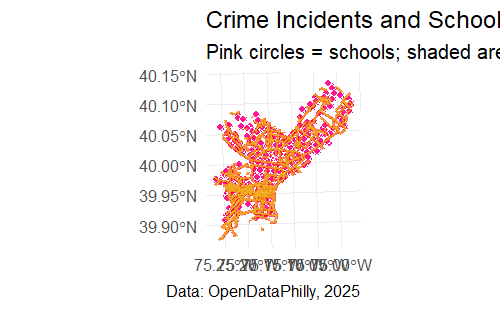 Crime Incidents and School
Pink circles = schools; shaded are
40.15°N
40.10°N
40.05°N
40.00°N
39.95°N
39.90°N
Data: OpenDataPhilly, 2025